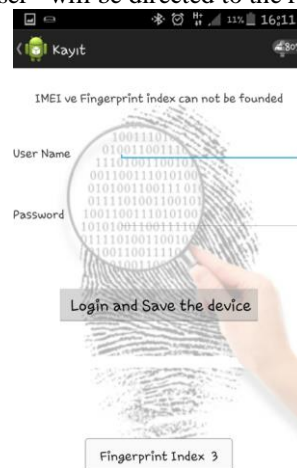 will be directed to the
11% 16:11
Kayıt
IMEI ve Fingerprint index can not be founded
User Name
Password
Login and Save the device
Fingerprint Index 3